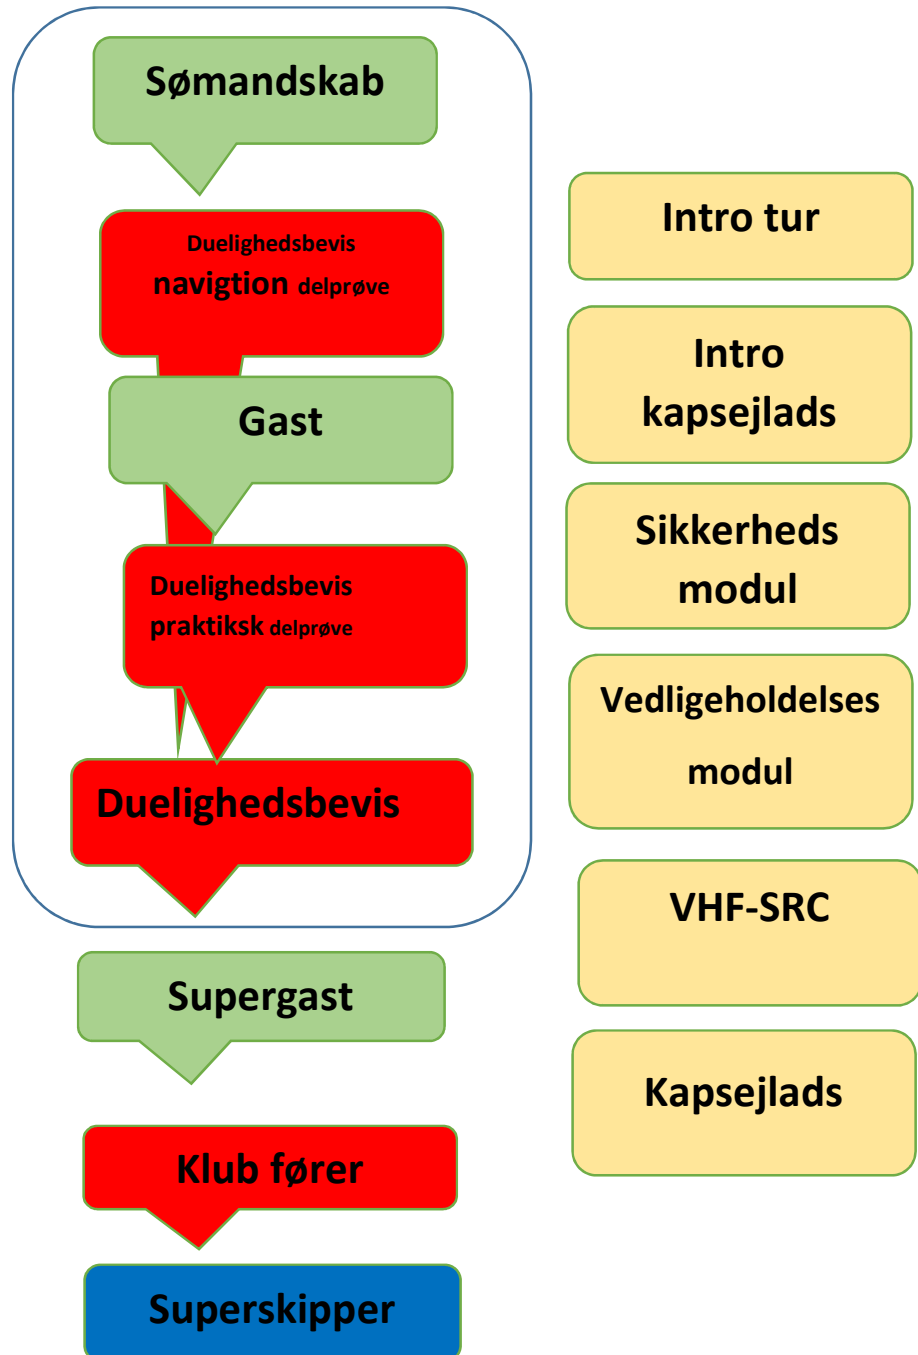 Sømandskab
Duelighedsbevis
navigtion delprøve
Gast
Duelighedsbevis
praktiksk delprøve
Duelighedsbevis
Supergast
Klub fører
Superskipper
Intro tur
Intro
kapsejlads
Sikkerheds
modul
Vedligeholdelses
modul
VHF-SRC
Kapsejlads